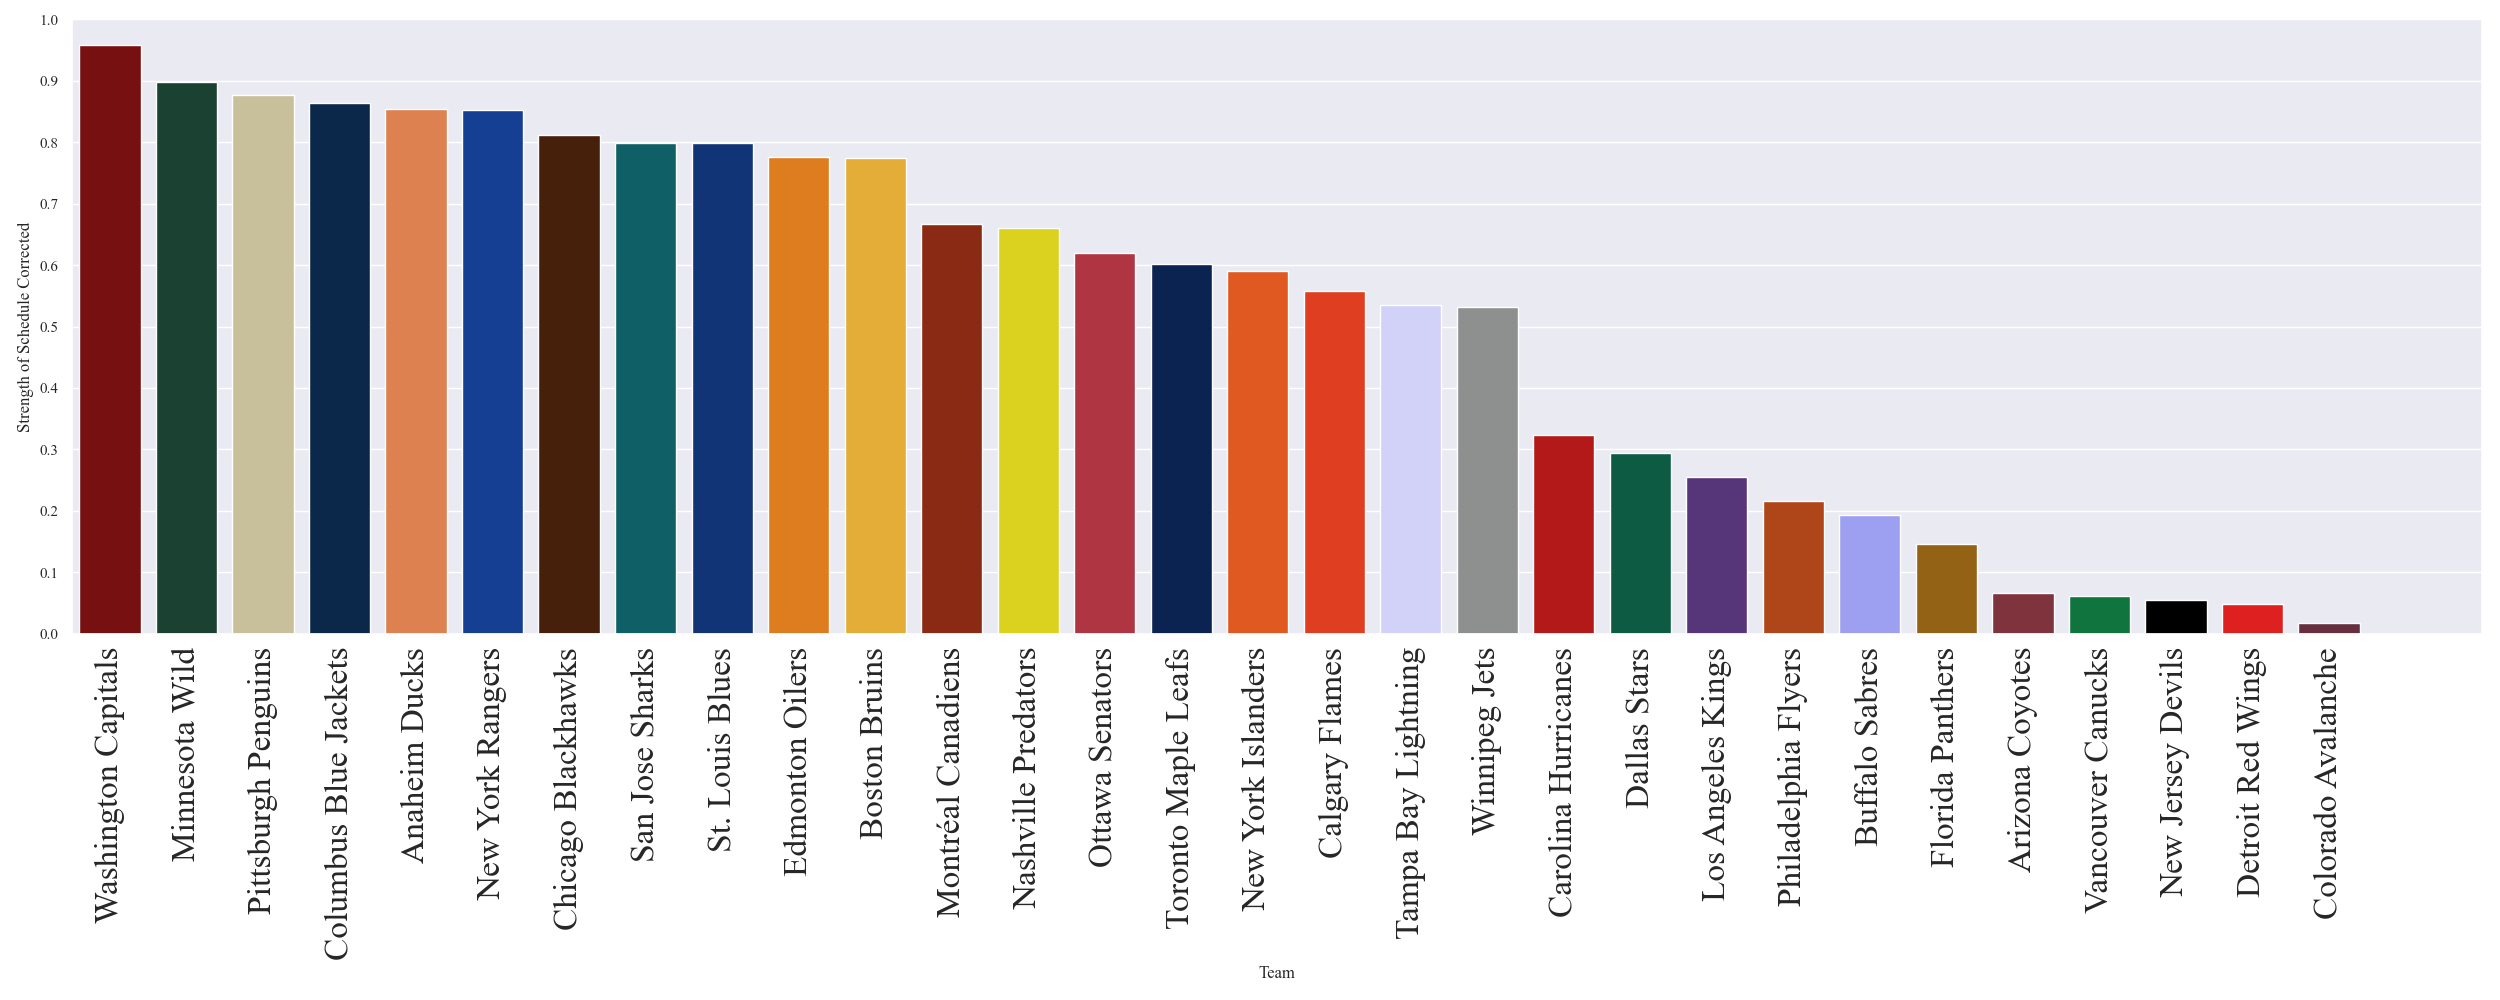 1.0
0.9
0.8
0.7
0.6
0.5
0.4
0.3
0.2
0.1
0.0
Strength of Schedule Corrected
Washington Capitals
Minnesota Wild
Pittsburgh Penguins
Columbus Blue Jackets
Anaheim Ducks
New York Rangers
Chicago Blackhawks
San Jose Sharks
St. Louis Blues
Edmonton Oilers
Boston Bruins
Montréal Canadiens
Nashville Predators
Ottawa Senators
Toronto Maple Leafs
New York Islanders
Calgary Flames
Tampa Bay Lightning
Winnipeg Jets
Carolina Hurricanes
Dallas Stars
Los Angeles Kings
Philadelphia Flyers
Buffalo Sabres
Florida Panthers
Arizona Coyotes
Vancouver Canucks
New Jersey Devils
Detroit Red Wings
Colorado Avalanche
Team